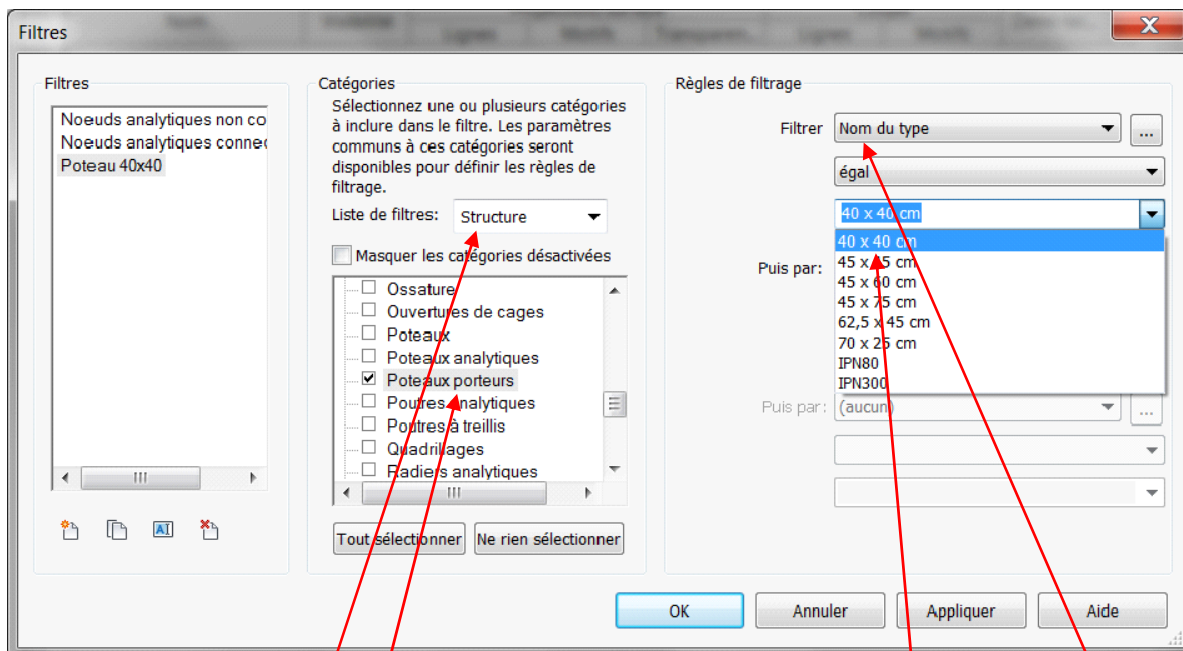 Filtres
Filtres
Noeuds analytiques non co
Noeuds analytiques connec
Poteau 40x40
Catégories
Sélectionnez une ou plusieurs catégories
à inclure dans le filtre. Les paramètres
communs à ces catégories seront
disponibles pour définir les règles de
filtrage.
Liste de filtres: Structure
Masquer les catégories désactivées
Ossature
Ouvertures de cages
Poteaux
Poteaux analytiques
Poteaux porteurs
Poutres analytiques
Poutres à treillis
Quadrillages
Radiers analytiques
Tout sélectionner Ne rien sélectionner
Règles de filtrage
Filtrer Nom du type ...
égal
40 x 40 cm
40 x 40 cm
45 x 45 cm
45 x 60 cm
45 x 75 cm
62,5 x 45 cm
70 x 25 cm
IPN80
IPN300
Puis par:
Puis par: (aucun) ...
OK Annuler Appliquer Aide